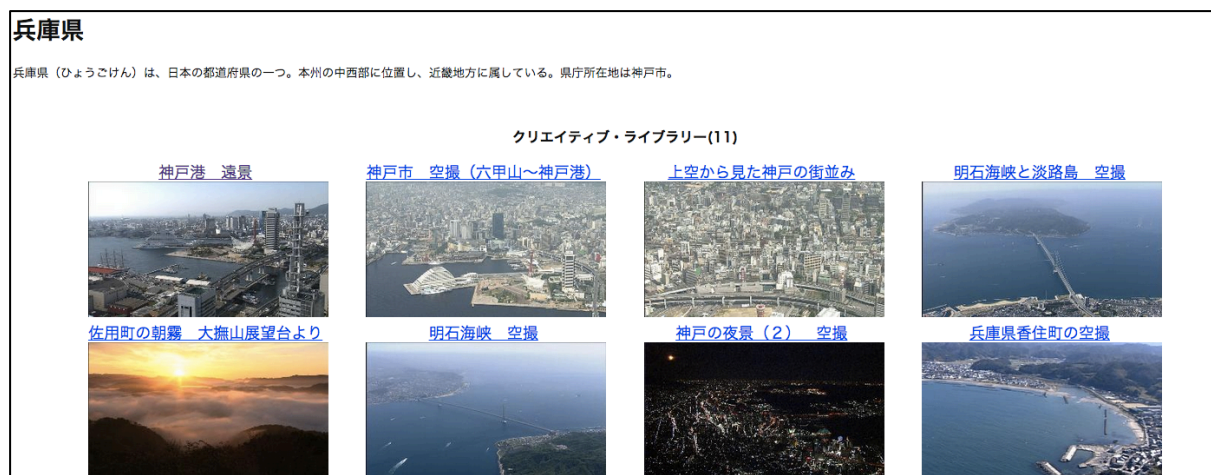 兵庫県
兵庫県（ひょうごけん）は、日本の都道府県の一つ。本州の中西部に位置し、近畿地方に属している。県庁所在地は神戸市。
クリエイティブ・ライブラリー(11)
神戸港　遠景
神戸市　空撮（六甲山〜神戸港）
上空から見た神戸の街並み
明石海峡と淡路島　空撮
佐用町の朝霧　大撫山展望台より
明石海峡　空撮
神戸の夜景（２）　空撮
兵庫県香住町の空撮